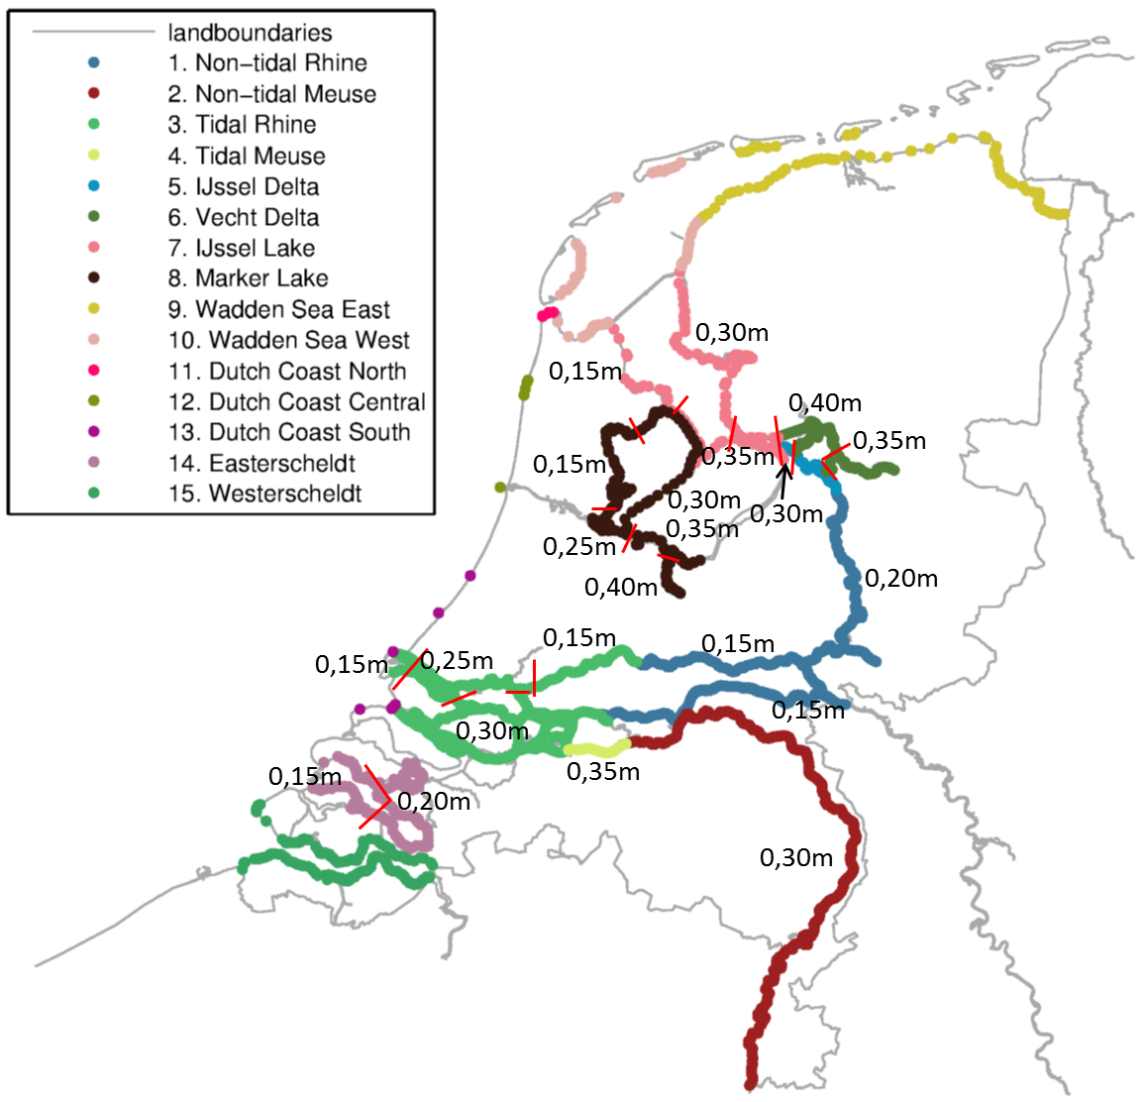 landboundaries
1. Non-tidal Rhine
2. Non-tidal Meuse
3. Tidal Rhine
4. Tidal Meuse
5. IJssel Delta
6. Vecht Delta
7. IJssel Lake
8. Marker Lake
9. Wadden Sea East
10. Wadden Sea West
11. Dutch Coast North
12. Dutch Coast Central
13. Dutch Coast South
14. Easterscheldt
15. Westerscheldt
0,30m
0,15m
0,40m
0,35m
0,35m
0,15m
0,30m
0,30m
0,35m
0,25m
0,20m
0,40m
0,15m
0,15m
0,25m
0,15m
0,15m
0,30m
0,35m
0,15m
0,20m
0,30m